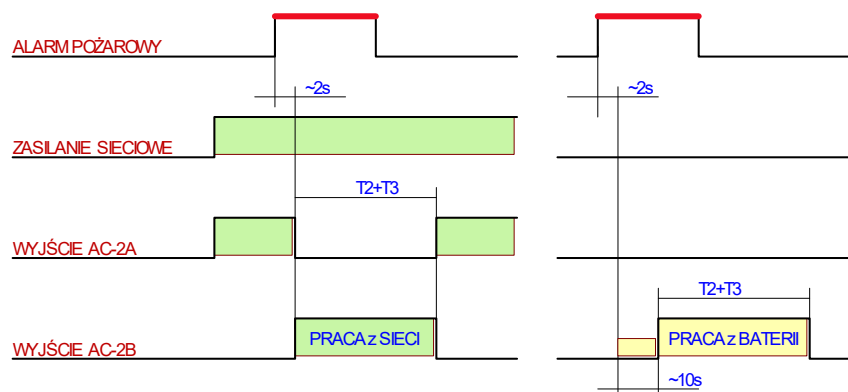 ALARM POŻAROWY
~2s
~2s
ZASILANIE SIECIOWE
T2+T3
WYJŚCIE AC-2A
T2+T3
WYJŚCIE AC-2B
PRACA z SIECI
PRACA z BATERII
~10s